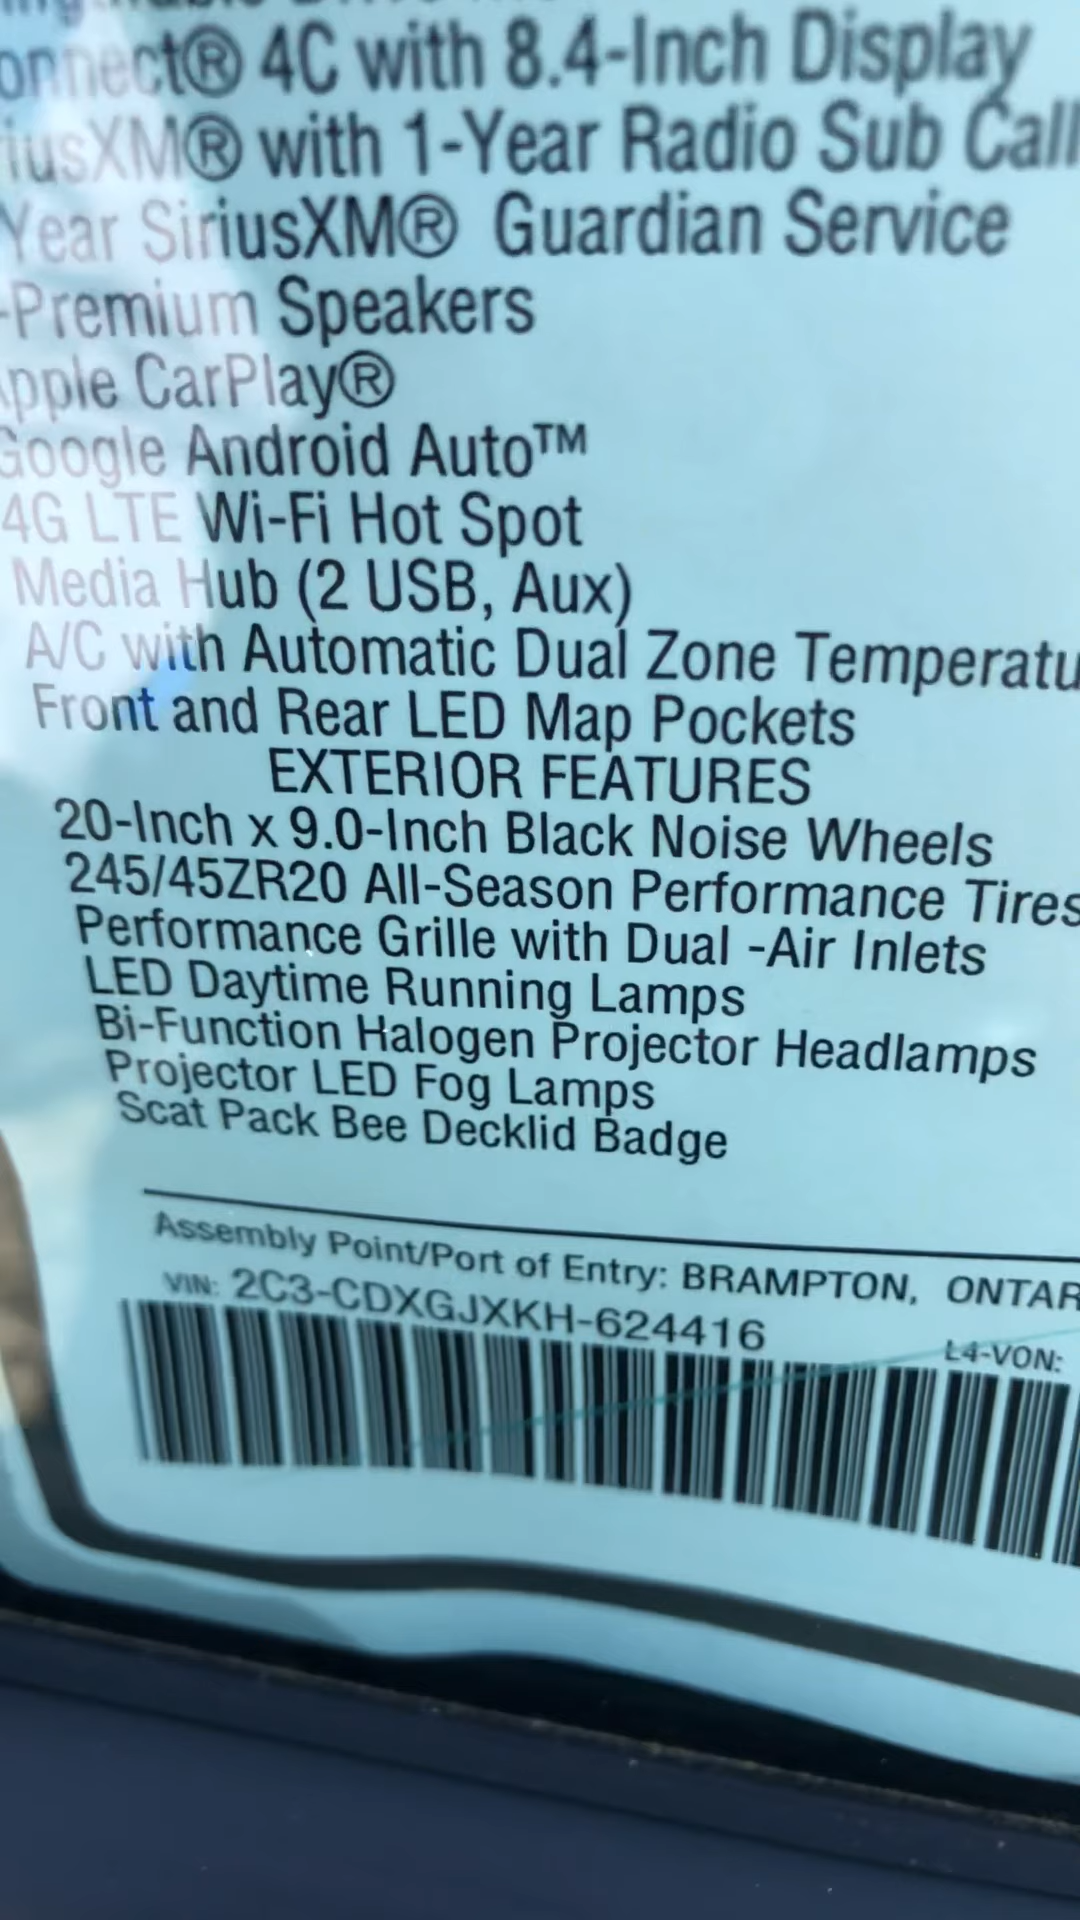 4C with 8.4-Inch Display
with 1-Year Radio Sub Call
Year SiriusXM® Guardian Service
-Premium Speakers
CarPlay®
Google Android Auto™
4G LTE Wi-Fi Hot Spot
Media Hub (2 USB, Aux)
A/C with Automatic Dual Zone
Front and Rear LED Map Pockets
EXTERIOR FEATURES
20-Inch x 9.0-Inch Black Noise Wheels
245/45ZR20 All-Season Performance Tires
Performance Grille with Dual -Air Inlets
LED Daytime Running Lamps
Bi-Function Halogen Projector Headlamps
Projector LED Fog Lamps
Scat Pack Bee Decklid Badge
Assembly Point/Port of Entry: BRAMPTON,
VIN: 2C3-CDXGJXKH-624416
L4-VON: